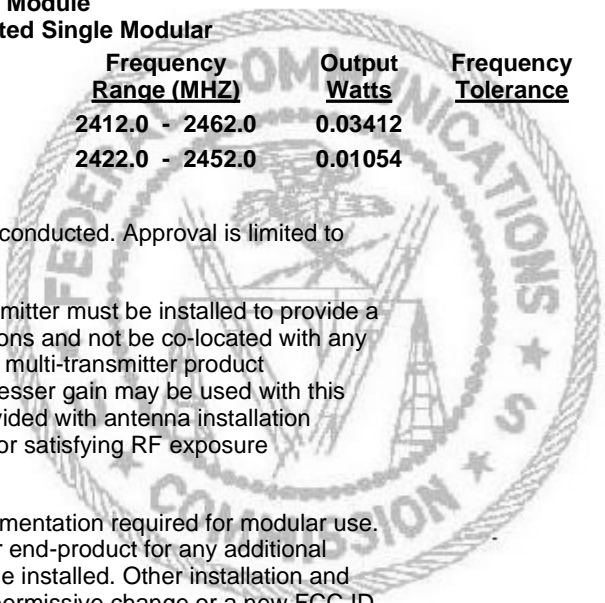 Module
ted Single Modular
Frequency Output Frequency
Range (MHZ) Watts Tolerance
2412.0 - 2462.0 0.03412
2422.0 - 2452.0 0.01054
conducted. Approval is limited to
mitter must be installed to provide a
ons and not be co-located with any
multi-transmitter product
esser gain may be used with this
vided with antenna installation
or satisfying RF exposure
mentation required for modular use.
r end-product for any additional
e installed. Other installation and
permissive change or a new FCC ID
FEDERAL COMMUNICATIONS
COMMISSION
U S